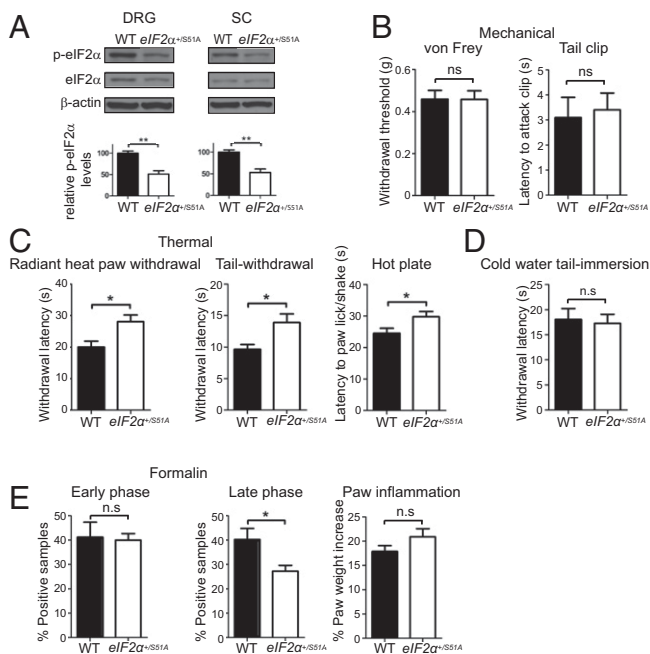 A
DRG
SC
WT eIF2α+/S51A
WT eIF2α+/S51A
p-eIF2α
eIF2α
β-actin
relative p-eIF2α
levels
100
50
0
**
WT eIF2α+/S51A
100
50
0
**
WT eIF2α+/S51A
B
Mechanical
von Frey
Withdrawal threshold (g)
0.6
0.4
0.2
0.0
ns
WT eIF2α+/S51A
Tail clip
Latency to attack clip (s)
5
4
3
2
1
0
ns
WT eIF2α+/S51A
C
Thermal
Radiant heat paw withdrawal
Withdrawal latency (s)
40
30
20
10
0
*
WT eIF2α+/S51A
Tail-withdrawal
Withdrawal latency (s)
20
15
10
5
0
*
WT eIF2α+/S51A
Hot plate
Latency to paw lick/shake (s)
40
30
20
10
0
*
WT eIF2α+/S51A
D
Cold water tail-immersion
Withdrawal latency (s)
25
20
15
10
5
0
n.s
WT eIF2α+/S51A
E
Formalin
Early phase
% Positive samples
50
40
30
20
10
0
n.s
WT eIF2α+/S51A
Late phase
% Positive samples
50
40
30
20
10
0
*
WT eIF2α+/S51A
Paw inflammation
% Paw weight increase
25
20
15
10
5
0
n.s
WT eIF2α+/S51A